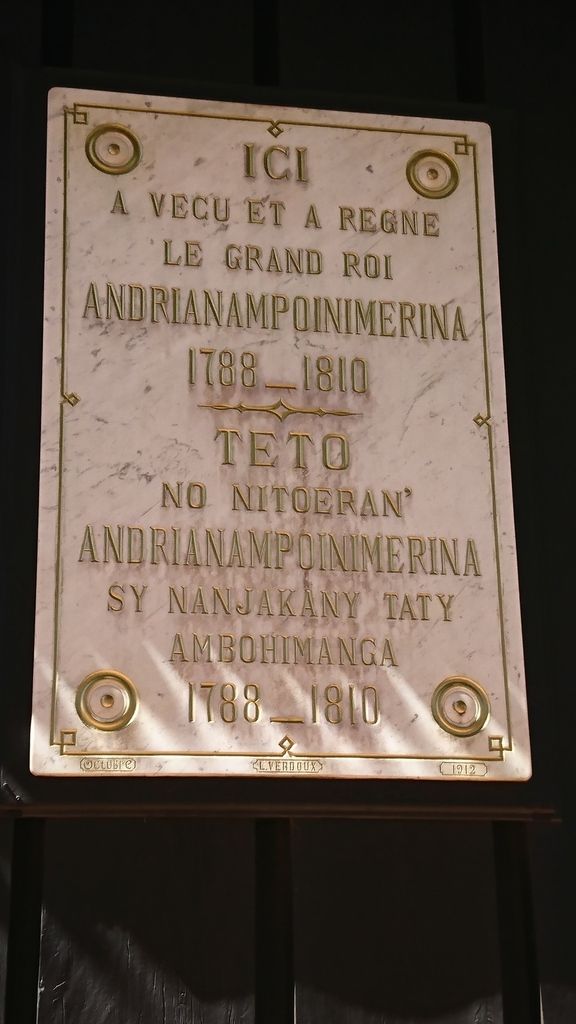 ICI
A VECU ET A REGNE
LE GRAND ROI
ANDRIANAMPOINIMERINA
1788_1810
TETO
NO NITOERAN'
ANDRIANAMPOINIMERINA
SY NANJAKÀNY TATY
AMBOHIMANGA
1788_1810
OCTUBRE L.VERDOUX 1912